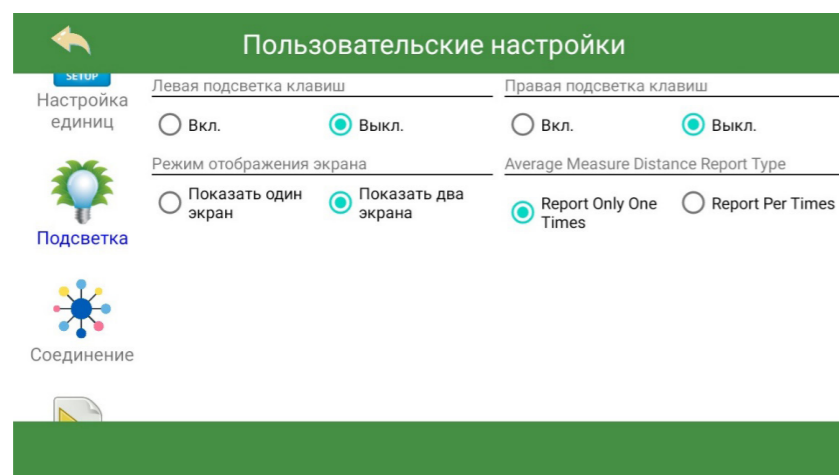 Пользовательские настройки
SETUP
Настройка
единиц
Подсветка
Соединение
Левая подсветка клавиш
Вкл.
Выкл.
Правая подсветка клавиш
Вкл.
Выкл.
Режим отображения экрана
Показать один
экран
Показать два
экрана
Average Measure Distance Report Type
Report Only One
Times
Report Per Times